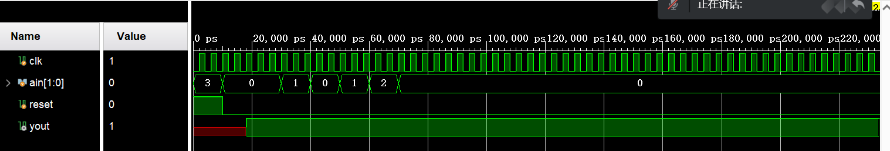 正在讲话:
Name Value
0 ps 20,000 ps 40,000 ps 60,000 ps 80,000 ps 100,000 ps 120,000 ps 140,000 ps 160,000 ps 180,000 ps 200,000 ps 220,000
clk 1
ain[1:0] 0 3 0 1 0 1 2 0
reset 0
yout 1